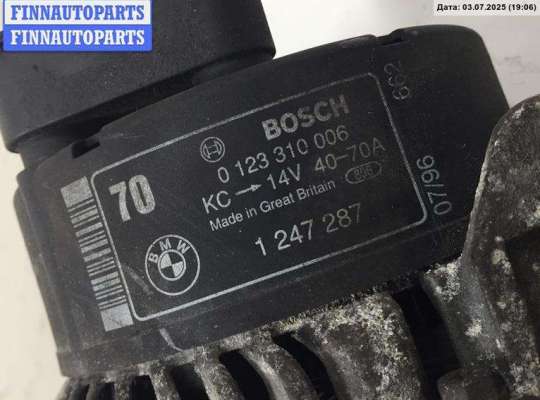 FINNAUTOPARTS
FINNAUTOPARTS
Дата: 03.07.2025 (19:06)
BOSCH
0 123 310 006
KC → 14V 40-70A
Made in Great Britain
70
BMW
1 247 287
662
07/96